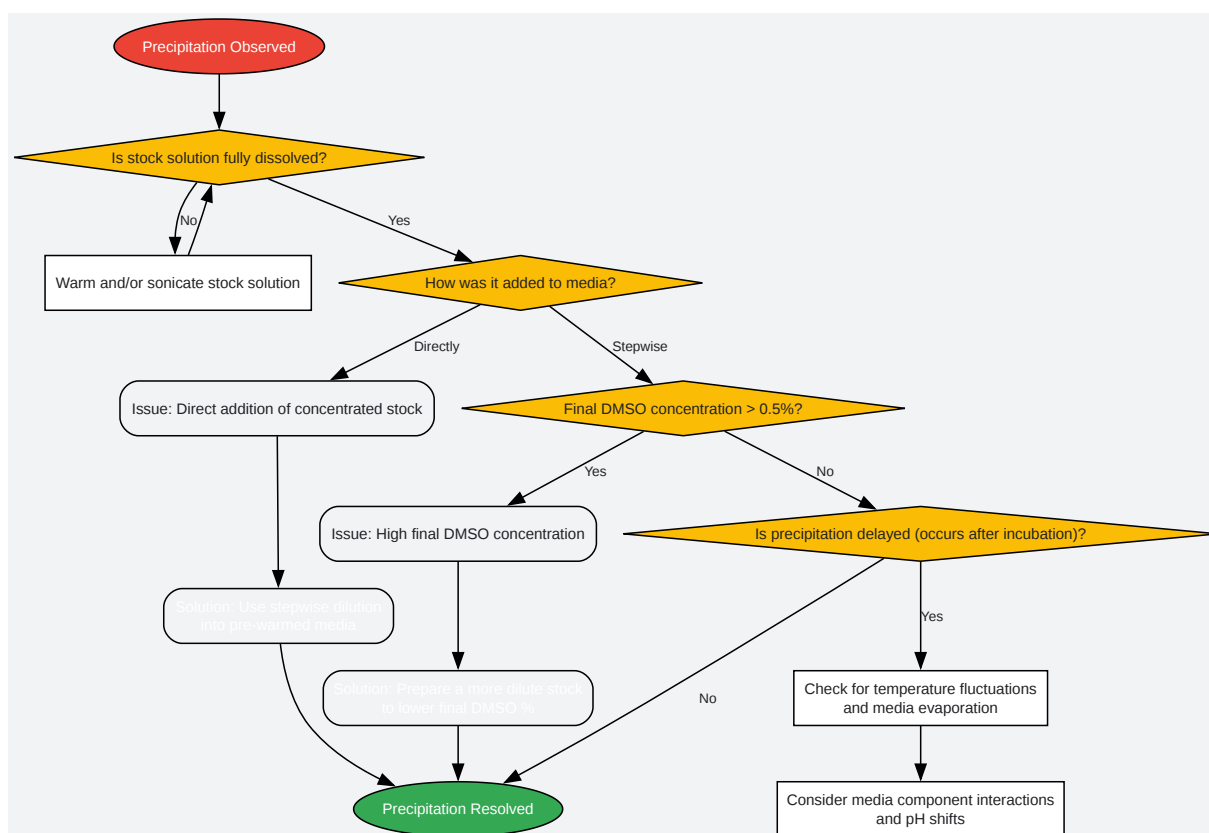 Precipitation Observed
Is stock solution fully dissolved?
No
Yes
Warm and/or sonicate stock solution
How was it added to media?
Directly
Stepwise
Issue: Direct addition of concentrated stock
Final DMSO concentration > 0.5%?
Yes
No
Issue: High final DMSO concentration
Is precipitation delayed (occurs after incubation)?
Solution: Use stepwise dilution
into pre-warmed media
Yes
Solution: Prepare a more dilute stock
to lower final DMSO %
No
Check for temperature fluctuations
and media evaporation
Precipitation Resolved
Consider media component interactions
and pH shifts